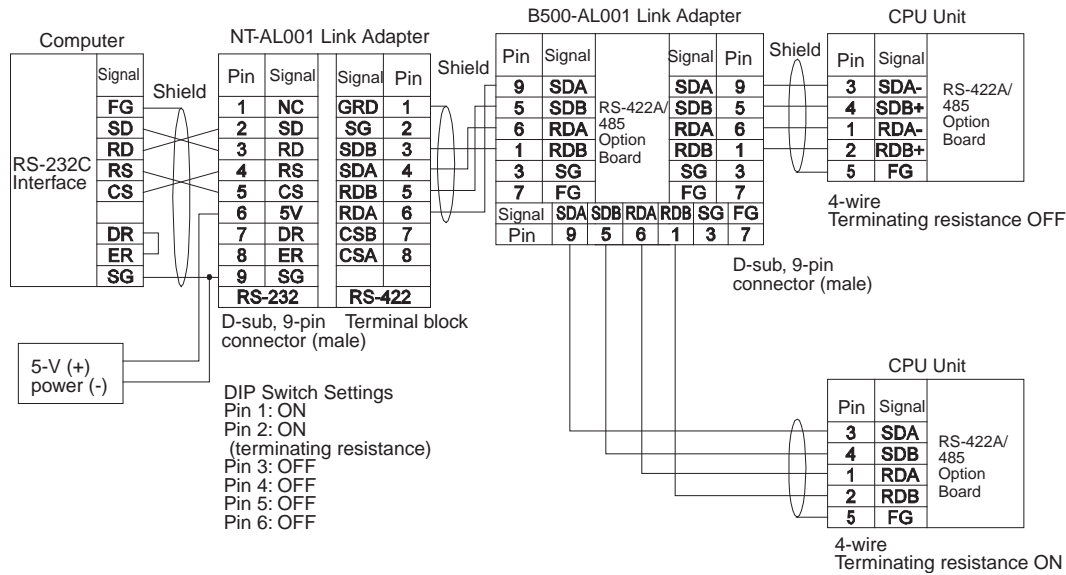 Computer
Signal
FG
SD
RD
RS
CS
DR
ER
SG
RS-232C
Interface
Shield
5-V (+)
power (-)
NT-AL001 Link Adapter
Pin Signal Signal Pin
1 NC GRD 1
2 SD SG 2
3 RD SDB 3
4 RS SDA 4
5 CS RDB 5
6 5V RDA 6
7 DR CSB 7
8 ER CSA 8
9 SG
RS-232 RS-422
D-sub, 9-pin Terminal block
connector (male)
DIP Switch Settings
Pin 1: ON
Pin 2: ON
(terminating resistance)
Pin 3: OFF
Pin 4: OFF
Pin 5: OFF
Pin 6: OFF
Shield
B500-AL001 Link Adapter
Pin Signal Signal Pin
9 SDA SDA 9
5 SDB SDB 5
6 RDA RDA 6
1 RDB RDB 1
3 SG SG 3
7 FG FG 7
RS-422A/
485
Option
Board
Signal SDA SDB RDA RDB SG FG
Pin 9 5 6 1 3 7
D-sub, 9-pin
connector (male)
Shield
CPU Unit
Pin Signal
3 SDA-
4 SDB+
1 RDA-
2 RDB+
5 FG
RS-422A/
485
Option
Board
4-wire
Terminating resistance OFF
Shield
CPU Unit
Pin Signal
3 SDA
4 SDB
1 RDA
2 RDB
5 FG
RS-422A/
485
Option
Board
4-wire
Terminating resistance ON